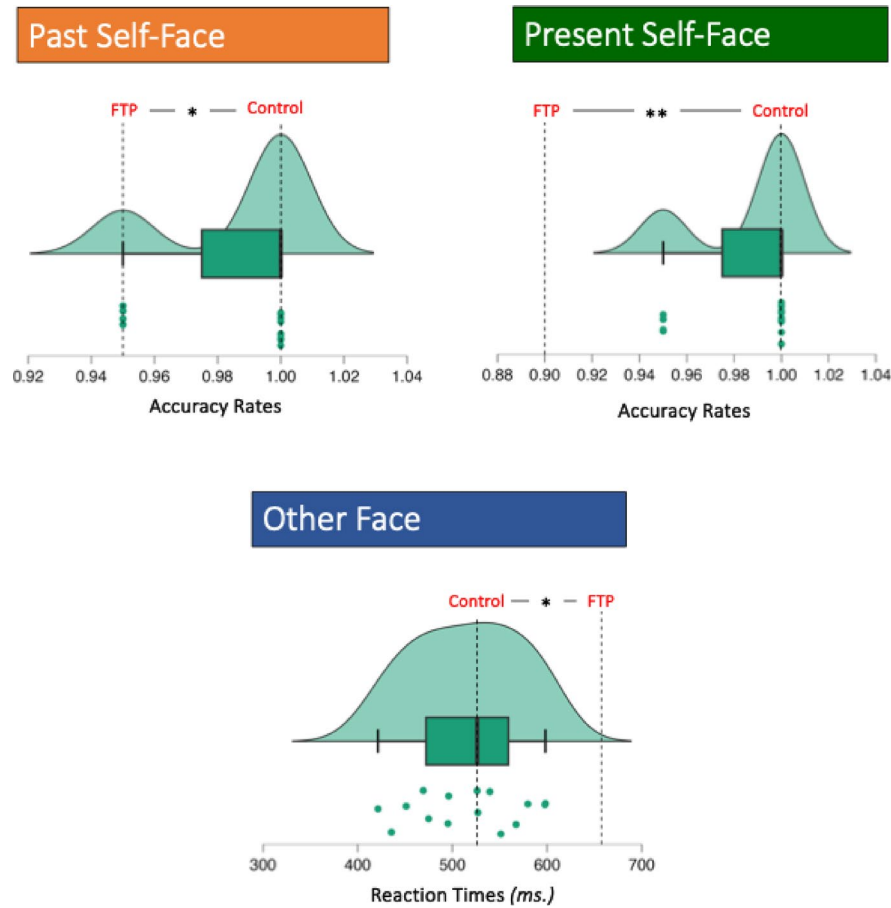 Past Self-Face
Present Self-Face
FTP — * — Control
FTP — ** — Control
0.92 0.94 0.96 0.98 1.00 1.02 1.04
0.88 0.90 0.92 0.94 0.96 0.98 1.00 1.02 1.04
Accuracy Rates
Accuracy Rates
Other Face
Control — * — FTP
300 400 500 600 700
Reaction Times (ms.)